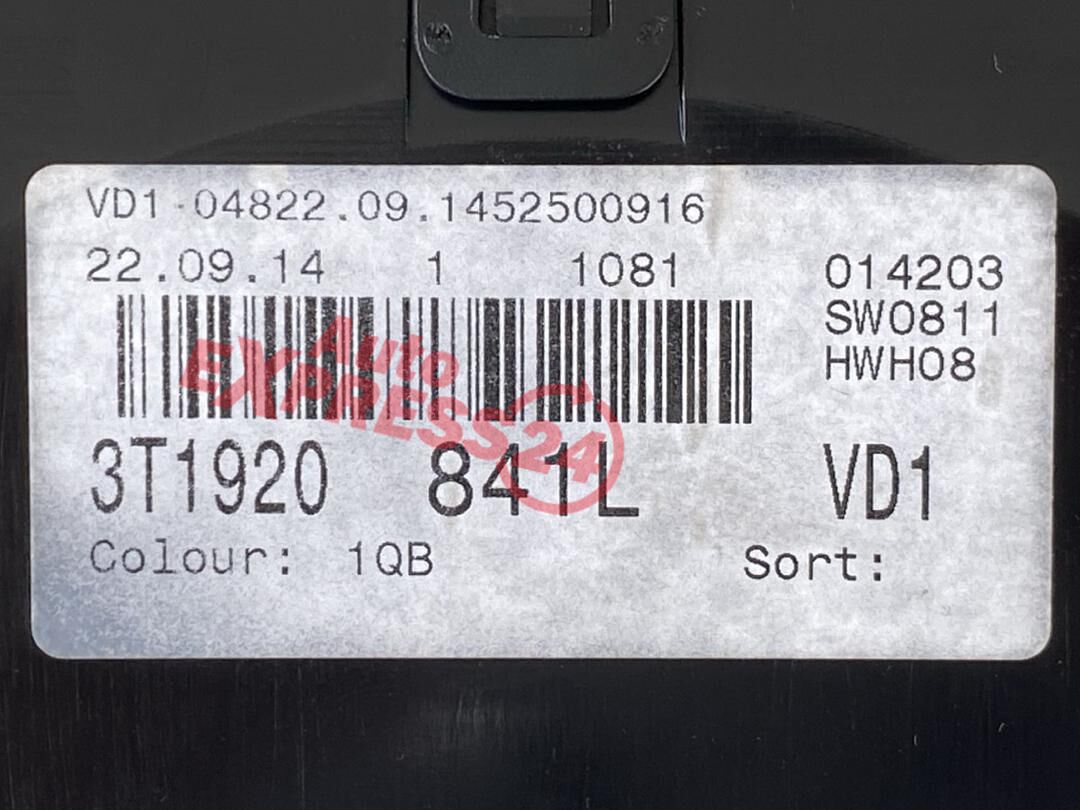 VD1-04822.09.1452500916
22.09.14 1 1081 014203
SW0811
HWH08
Auto
EXPRESS24
3T1920 841L VD1
Colour: 1QB Sort: